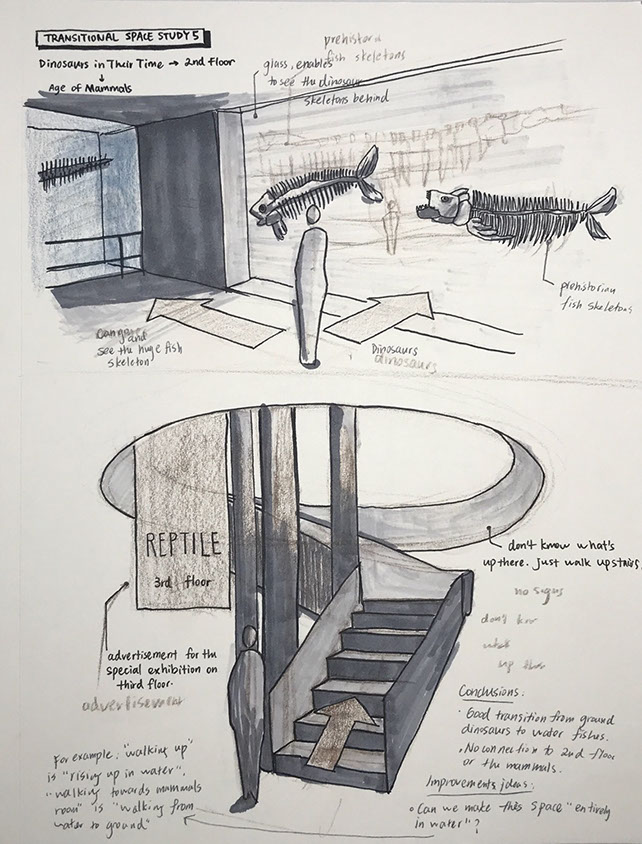 TRANSITIONAL SPACE STUDY 5
Dinosaurs in Their Time → 2nd floor
↓
Age of Mammals
glass, enables
to see the dinosaur
skeletons behind
prehistoric
fish skeletons
prehistorian
fish skeletons
and
see the huge fish
skeleton
Dinosaurs
dinosaurs
REPTILE
3rd floor
don't know what's
up there. Just walk upstairs.
no signs
don't
what
up
advertisement for the
special exhibition on
third floor.
advertisement
Conclusions:
· Good transition from ground
dinosaurs to water fishes.
· No connection to 2nd floor
or the mammals.
Improvements ideas:
• Can we make this space "entirely
in water"?
For example: "walking up"
is "rising up in water".
"walking towards mammals
room" is "walking from
water to ground"